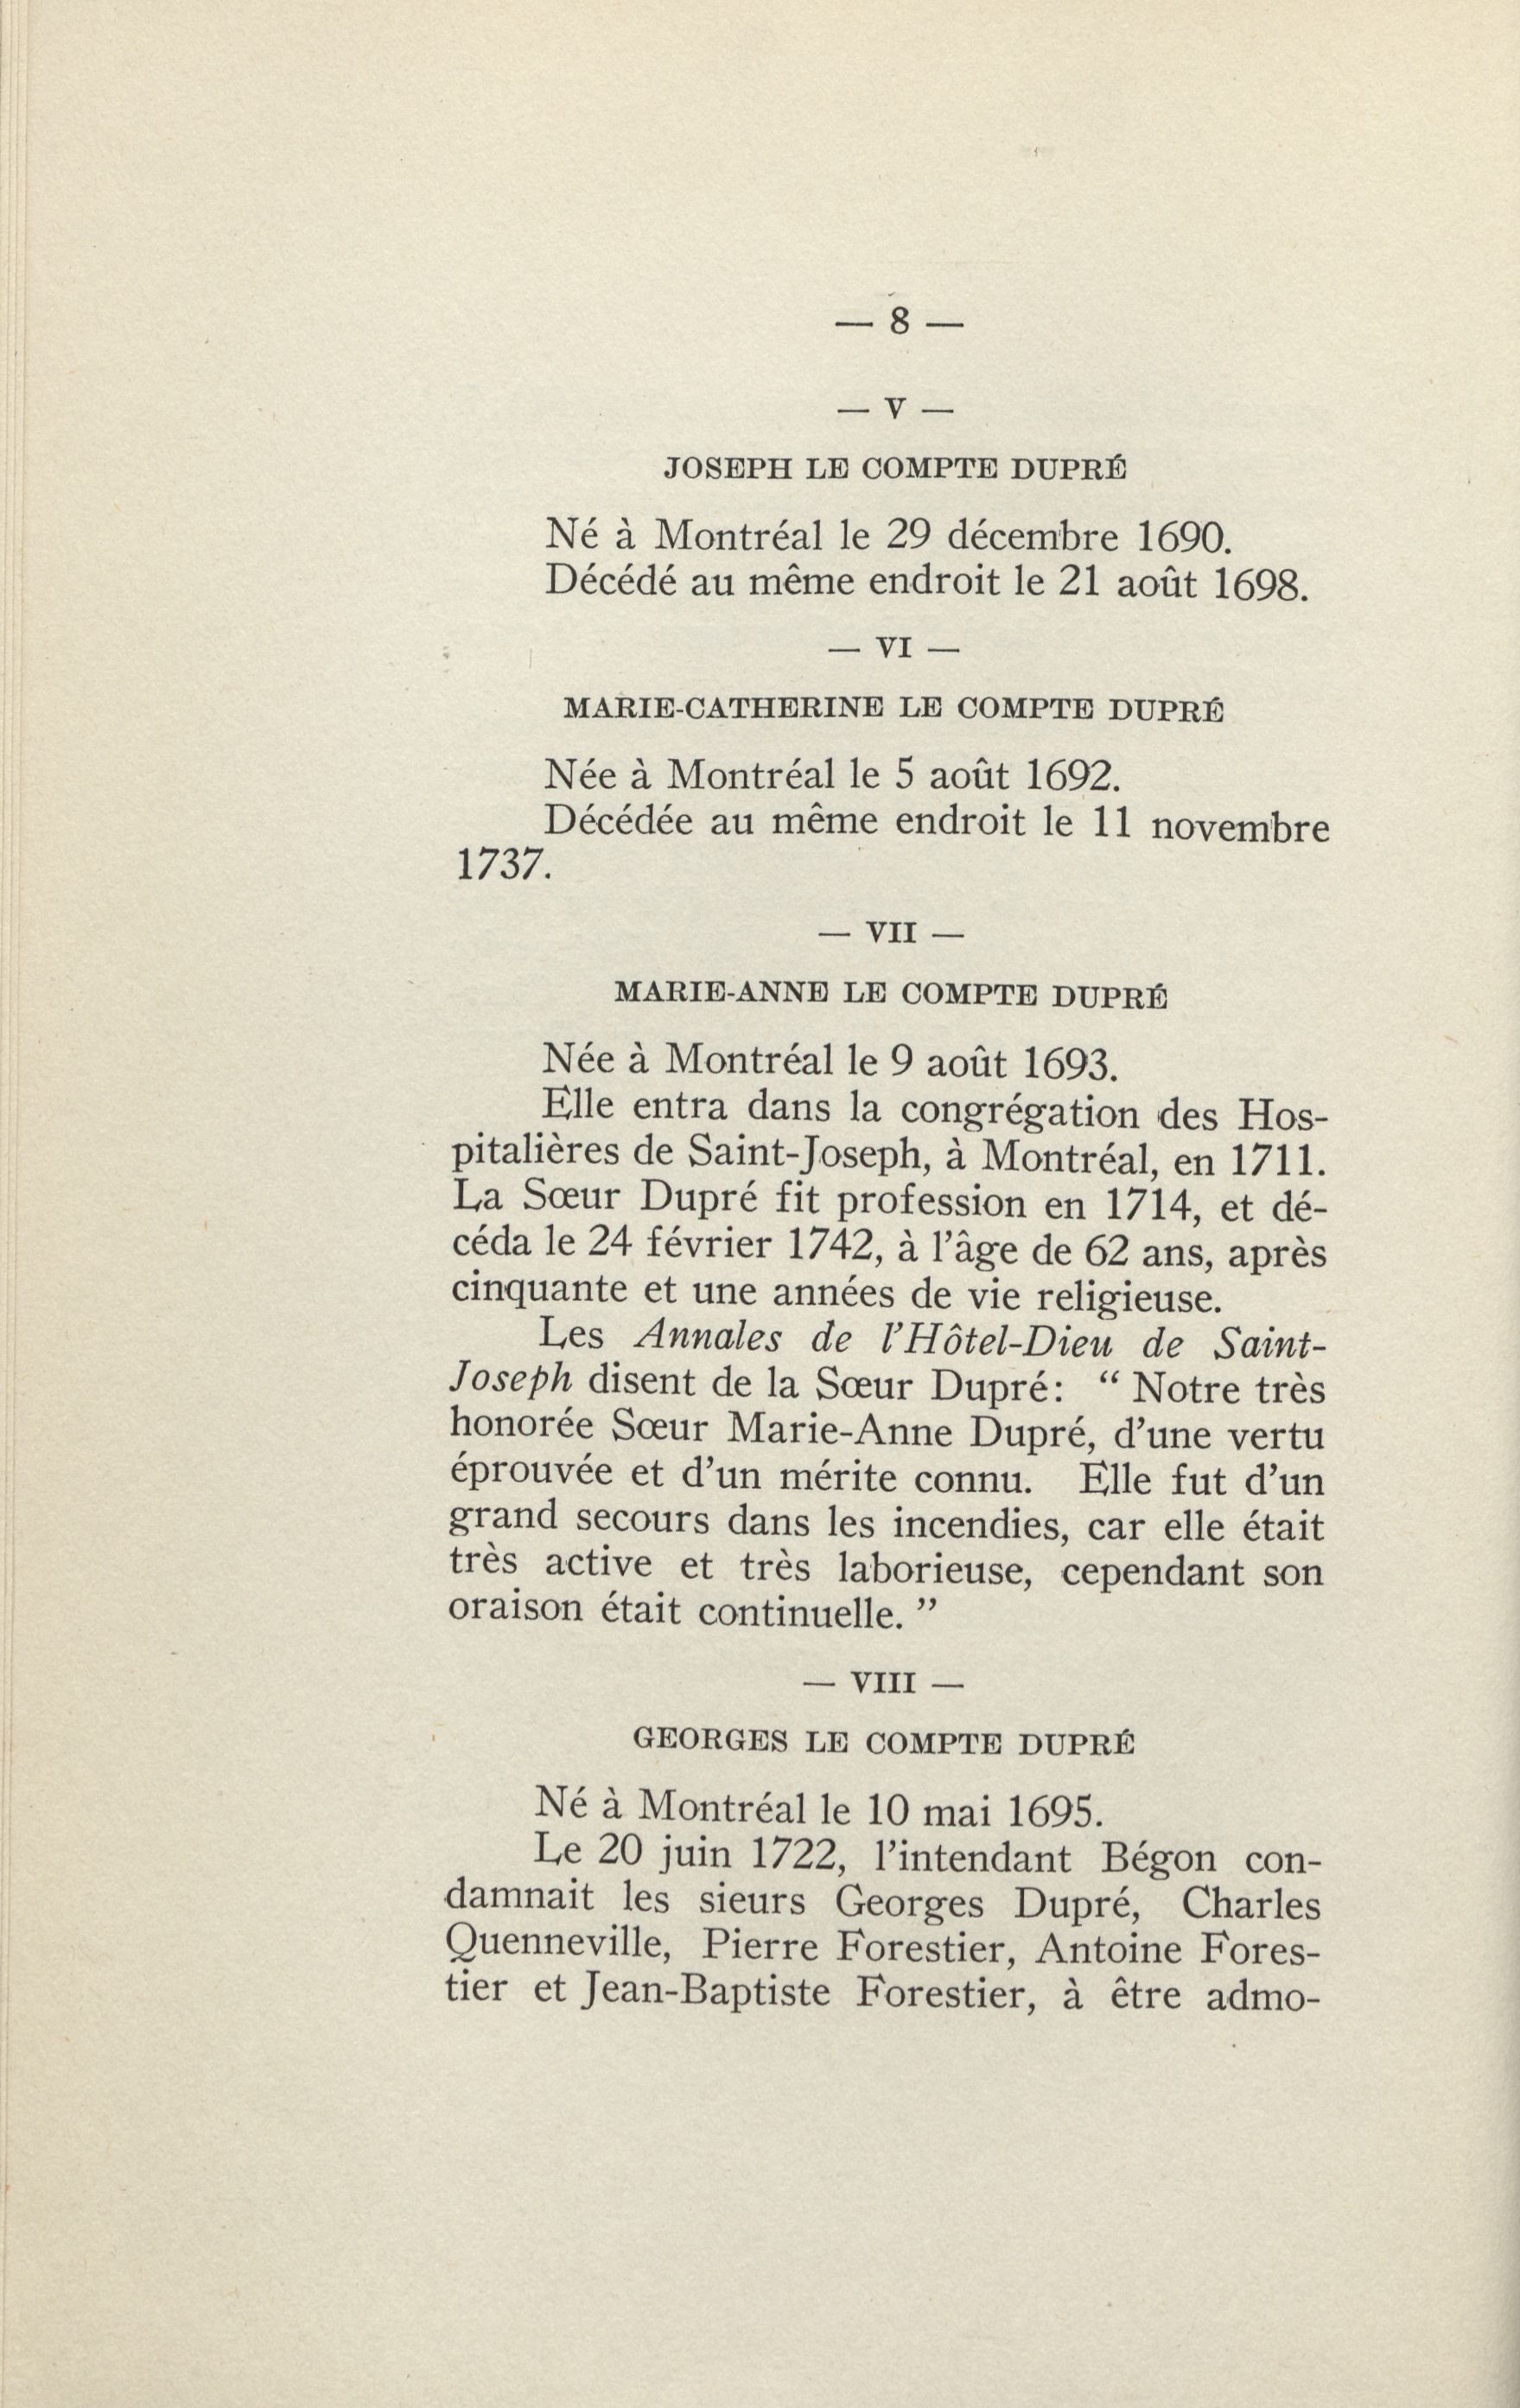 — 8 —
— V —
JOSEPH LE COMPTE DUPRÉ
Né à Montréal le 29 décembre 1690.
Décédé au même endroit le 21 août 1698.
— VI —
MARIE-CATHERINE LE COMPTE DUPRÉ
Née à Montréal le 5 août 1692.
Décédée au même endroit le 11 novembre
1737.
— VII —
MARIE-ANNE LE COMPTE DUPRÉ
Née à Montréal le 9 août 1693.
Elle entra dans la congrégation des Hos-
pitalières de Saint-Joseph, à Montréal, en 1711.
La Sœur Dupré fit profession en 1714, et dé-
céda le 24 février 1742, à l'âge de 62 ans, après
cinquante et une années de vie religieuse.
Les Annales de l'Hôtel-Dieu de Saint-
Joseph disent de la Sœur Dupré: “ Notre très
honorée Sœur Marie-Anne Dupré, d'une vertu
éprouvée et d'un mérite connu. Elle fut d'un
grand secours dans les incendies, car elle était
très active et très laborieuse, cependant son
oraison était continuelle. ”
— VIII —
GEORGES LE COMPTE DUPRÉ
Né à Montréal le 10 mai 1695.
Le 20 juin 1722, l'intendant Bégon con-
damnait les sieurs Georges Dupré, Charles
Quenneville, Pierre Forestier, Antoine Fores-
tier et Jean-Baptiste Forestier, à être admo-